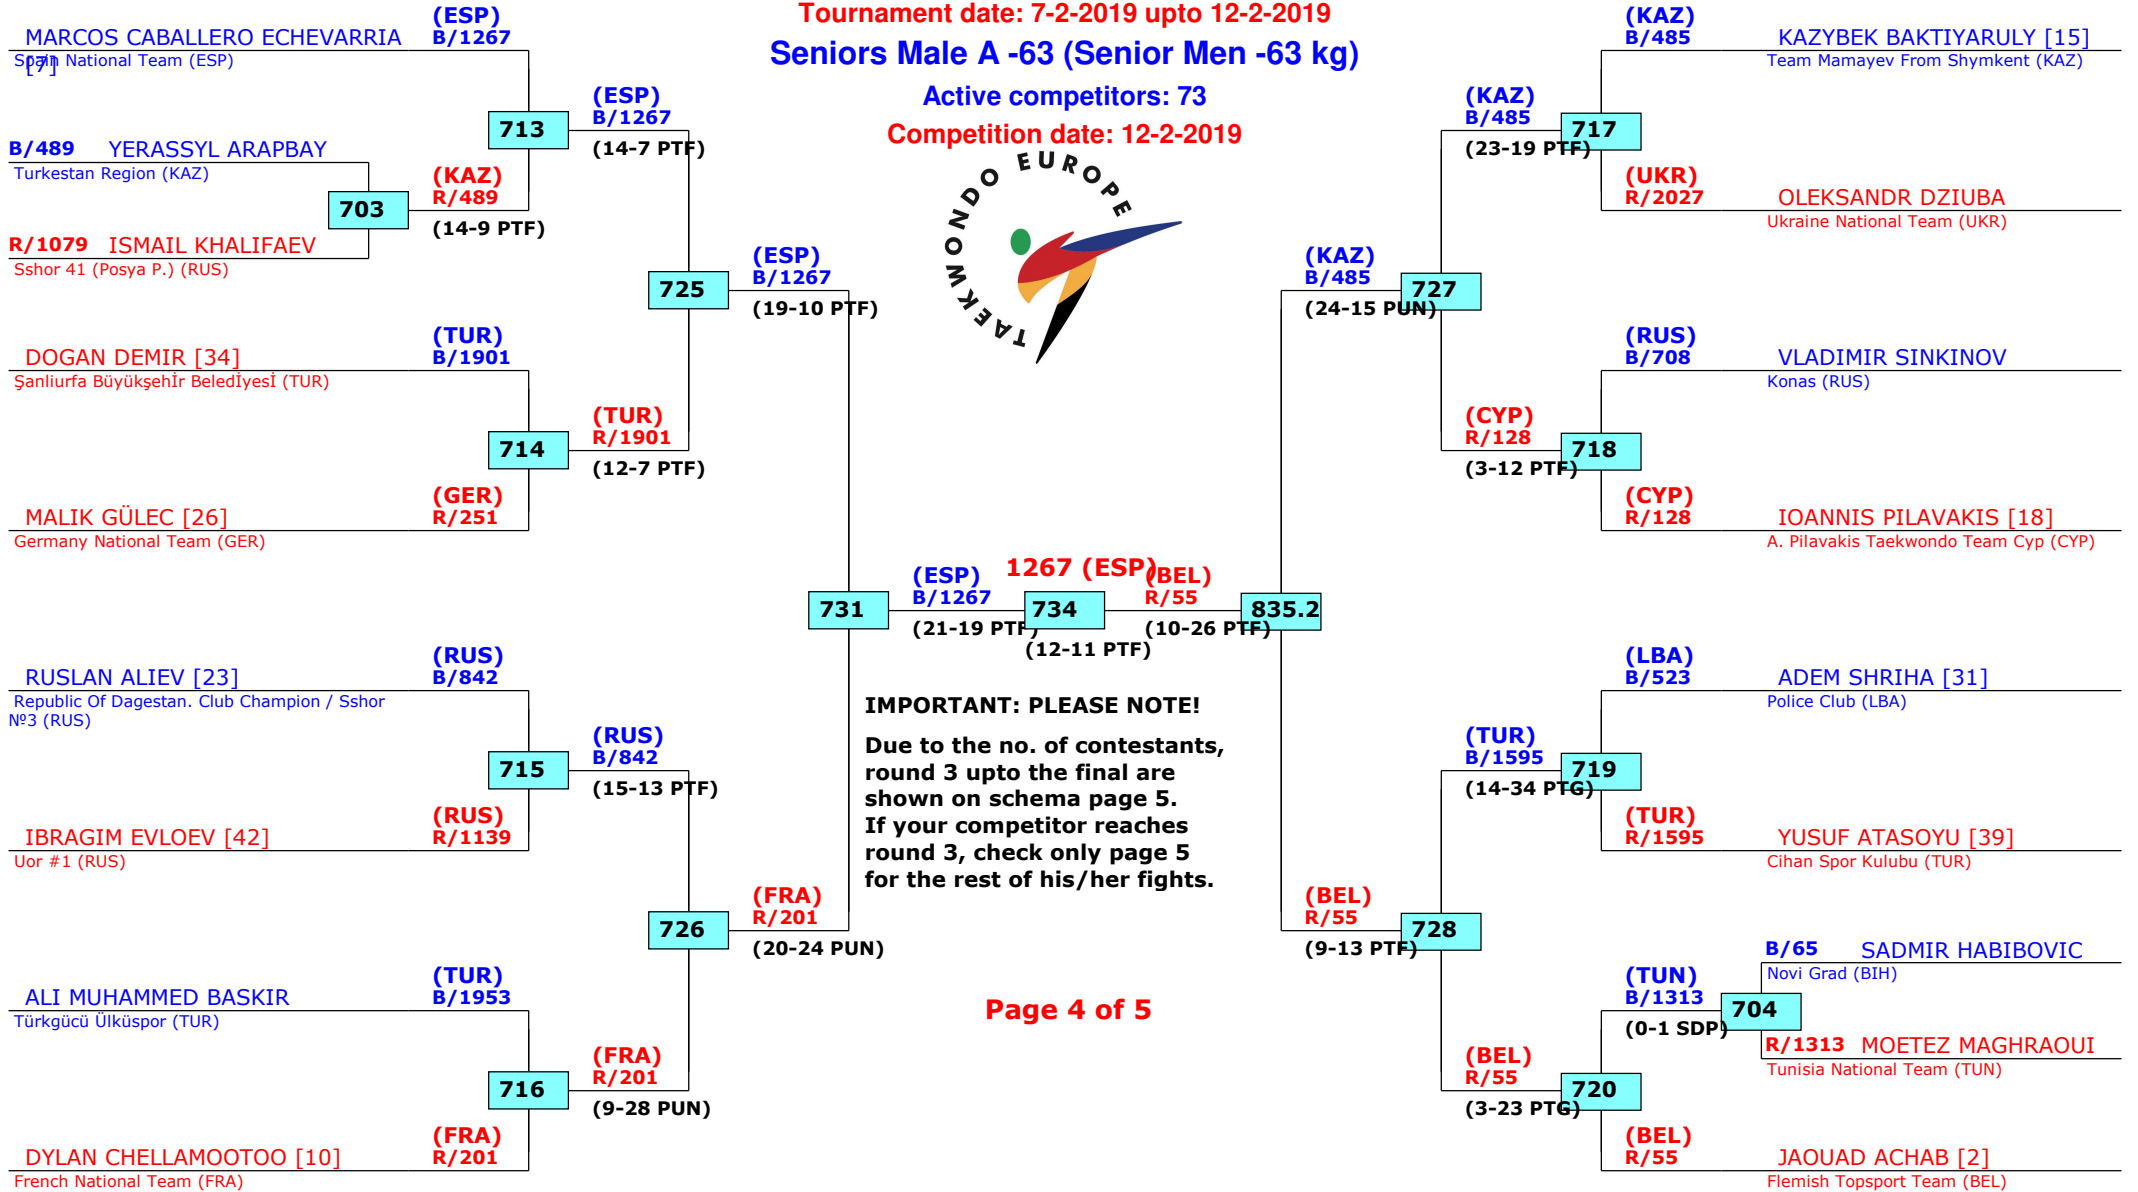 Tournament date: 7-2-2019 upto 12-2-2019
Seniors Male A -63 (Senior Men -63 kg)
Active competitors: 73
Competition date: 12-2-2019
TAEKWONDO EUROPE
(ESP)
MARCOS CABALLERO ECHEVARRIA B/1267
[7]
Spain National Team (ESP)
(ESP)
B/1267
713
(14-7 PTF)
B/489 YERASSYL ARAPBAY
Turkestan Region (KAZ)
(KAZ)
R/489
703
(14-9 PTF)
R/1079 ISMAIL KHALIFAEV
Sshor 41 (Posya P.) (RUS)
(ESP)
B/1267
725
(19-10 PTF)
(TUR)
DOGAN DEMIR [34] B/1901
Şanliurfa Büyükşehİr Beledİyesİ (TUR)
(TUR)
R/1901
714
(12-7 PTF)
(GER)
MALIK GÜLEC [26] R/251
Germany National Team (GER)
1267 (ESP)
(ESP)
B/1267
731
(21-19 PTF)
734
(12-11 PTF)
(BEL)
R/55
835.2
(10-26 PTF)
(RUS)
RUSLAN ALIEV [23] B/842
Republic Of Dagestan. Club Champion / Sshor
№3 (RUS)
(RUS)
B/842
715
(15-13 PTF)
(RUS)
IBRAGIM EVLOEV [42] R/1139
Uor #1 (RUS)
(FRA)
R/201
726
(20-24 PUN)
(TUR)
ALI MUHAMMED BASKIR B/1953
Türkgücü Ülküspor (TUR)
(FRA)
R/201
716
(9-28 PUN)
(FRA)
DYLAN CHELLAMOOTOO [10] R/201
French National Team (FRA)
IMPORTANT: PLEASE NOTE!
Due to the no. of contestants,
round 3 upto the final are
shown on schema page 5.
If your competitor reaches
round 3, check only page 5
for the rest of his/her fights.
Page 4 of 5
(KAZ)
B/485 KAZYBEK BAKTIYARULY [15]
Team Mamayev From Shymkent (KAZ)
(KAZ)
B/485
717
(23-19 PTF)
(UKR)
R/2027 OLEKSANDR DZIUBA
Ukraine National Team (UKR)
(KAZ)
B/485
727
(24-15 PUN)
(RUS)
B/708 VLADIMIR SINKINOV
Konas (RUS)
(CYP)
R/128
718
(3-12 PTF)
(CYP)
R/128 IOANNIS PILAVAKIS [18]
A. Pilavakis Taekwondo Team Cyp (CYP)
(LBA)
B/523 ADEM SHRIHA [31]
Police Club (LBA)
(TUR)
B/1595
719
(14-34 PTG)
(TUR)
R/1595 YUSUF ATASOYU [39]
Cihan Spor Kulubu (TUR)
(BEL)
R/55
728
(9-13 PTF)
B/65 SADMIR HABIBOVIC
Novi Grad (BIH)
(TUN)
B/1313
704
(0-1 SDP)
R/1313 MOETEZ MAGHRAOUI
Tunisia National Team (TUN)
(BEL)
R/55
720
(3-23 PTG)
(BEL)
R/55 JAOUAD ACHAB [2]
Flemish Topsport Team (BEL)